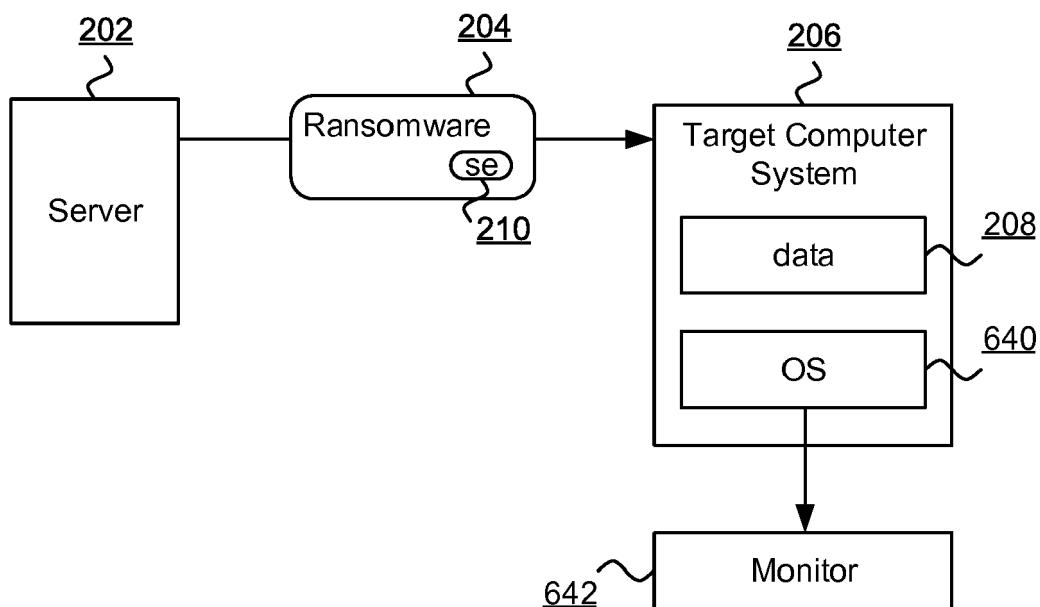 202
204
206
Ransomware
se
210
Server
Target Computer
System
data
208
OS
640
Monitor
642